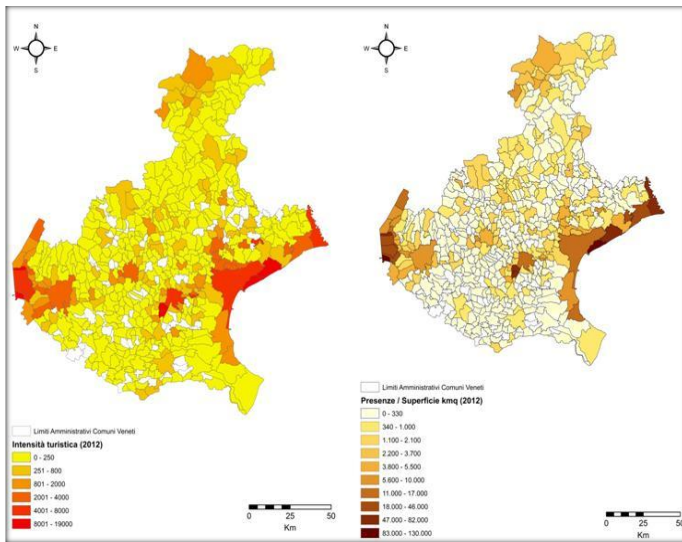 N
W E
S
Limiti Amministrativi Comuni Veneti
Intensità turistica (2012)
0 - 250
251 - 800
801 - 2000
2001 - 4000
4001 - 8000
8001 - 19000
0 25 50
Km
N
W E
S
Limiti Amministrativi Comuni Veneti
Presenze / Superficie kmq (2012)
0 - 330
340 - 1.000
1.100 - 2.100
2.200 - 3.700
3.800 - 5.500
5.600 - 10.000
11.000 - 17.000
18.000 - 46.000
47.000 - 82.000
83.000 - 130.000
0 25 50
Km